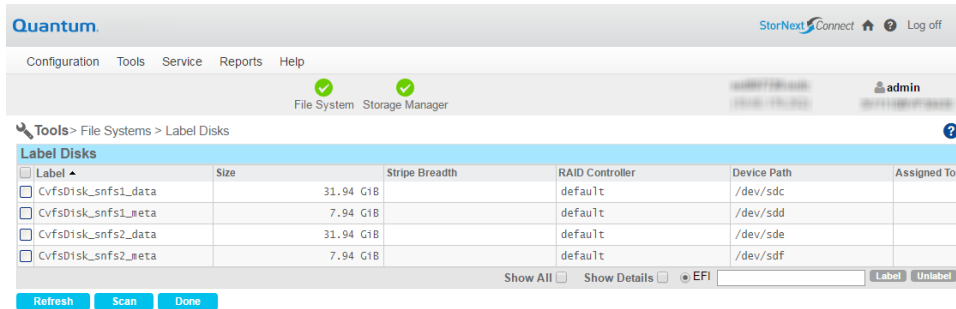 Quantum.
StorNext Connect Log off
Configuration Tools Service Reports Help
File System Storage Manager
admin
Tools > File Systems > Label Disks
Label Disks
Label Size Stripe Breadth RAID Controller Device Path Assigned To
CvfsDisk_snfs1_data 31.94 GiB default /dev/sdc
CvfsDisk_snfs1_meta 7.94 GiB default /dev/sdd
CvfsDisk_snfs2_data 31.94 GiB default /dev/sde
CvfsDisk_snfs2_meta 7.94 GiB default /dev/sdf
Show All Show Details EFI Label Unlabel
Refresh Scan Done